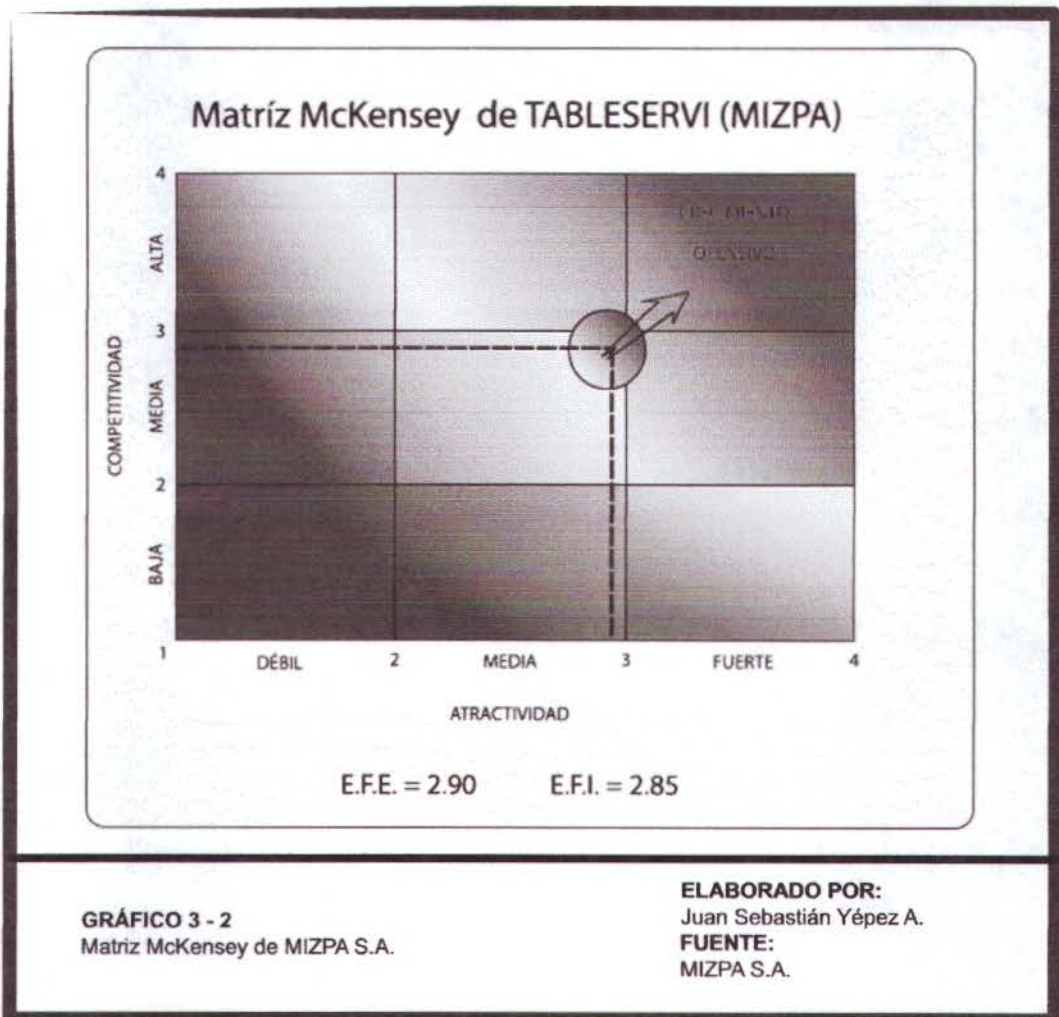 Matríz McKensey de TABLESERVI (MIZPA)
4
ALTA
3
COMPETITIVIDAD
MEDIA
2
BAJA
1
DÉBIL
2
MEDIA
3
FUERTE
4
ATRACTIVIDAD
E.F.E. = 2.90 E.F.I. = 2.85
GRÁFICO 3 - 2
Matriz McKensey de MIZPA S.A.
ELABORADO POR:
Juan Sebastián Yépez A.
FUENTE:
MIZPA S.A.